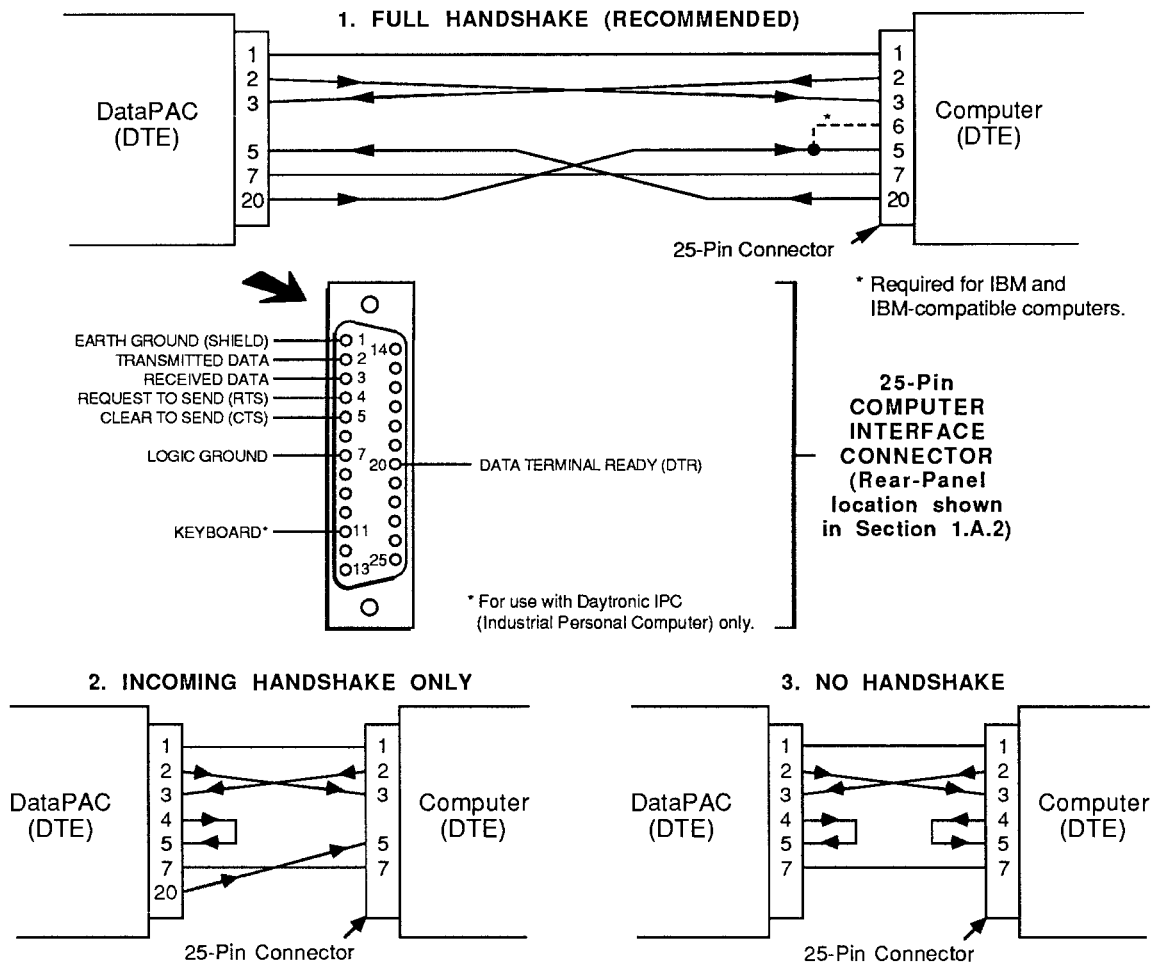 1. FULL HANDSHAKE (RECOMMENDED)
DataPAC
(DTE)
1
2
3
5
7
20
1
2
3
6
5
7
20
*
Computer
(DTE)
25-Pin Connector
* Required for IBM and
IBM-compatible computers.
EARTH GROUND (SHIELD)
TRANSMITTED DATA
RECEIVED DATA
REQUEST TO SEND (RTS)
CLEAR TO SEND (CTS)
LOGIC GROUND
KEYBOARD*
1
2
3
4
5
7
11
13
14
20
25
DATA TERMINAL READY (DTR)
25-Pin
COMPUTER
INTERFACE
CONNECTOR
(Rear-Panel
location shown
in Section 1.A.2)
* For use with Daytronic IPC
(Industrial Personal Computer) only.
2. INCOMING HANDSHAKE ONLY
DataPAC
(DTE)
1
2
3
4
5
7
20
1
2
3
5
7
Computer
(DTE)
25-Pin Connector
3. NO HANDSHAKE
DataPAC
(DTE)
1
2
3
4
5
7
1
2
3
4
5
7
Computer
(DTE)
25-Pin Connector